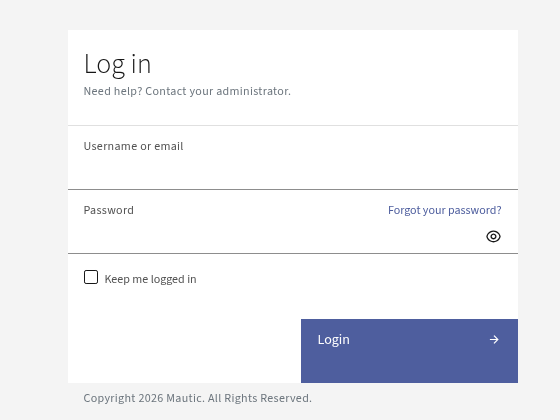 Log in
Need help? Contact your administrator.
Username or email
Password
Forgot your password?
Keep me logged in
Login
Copyright 2026 Mautic. All Rights Reserved.